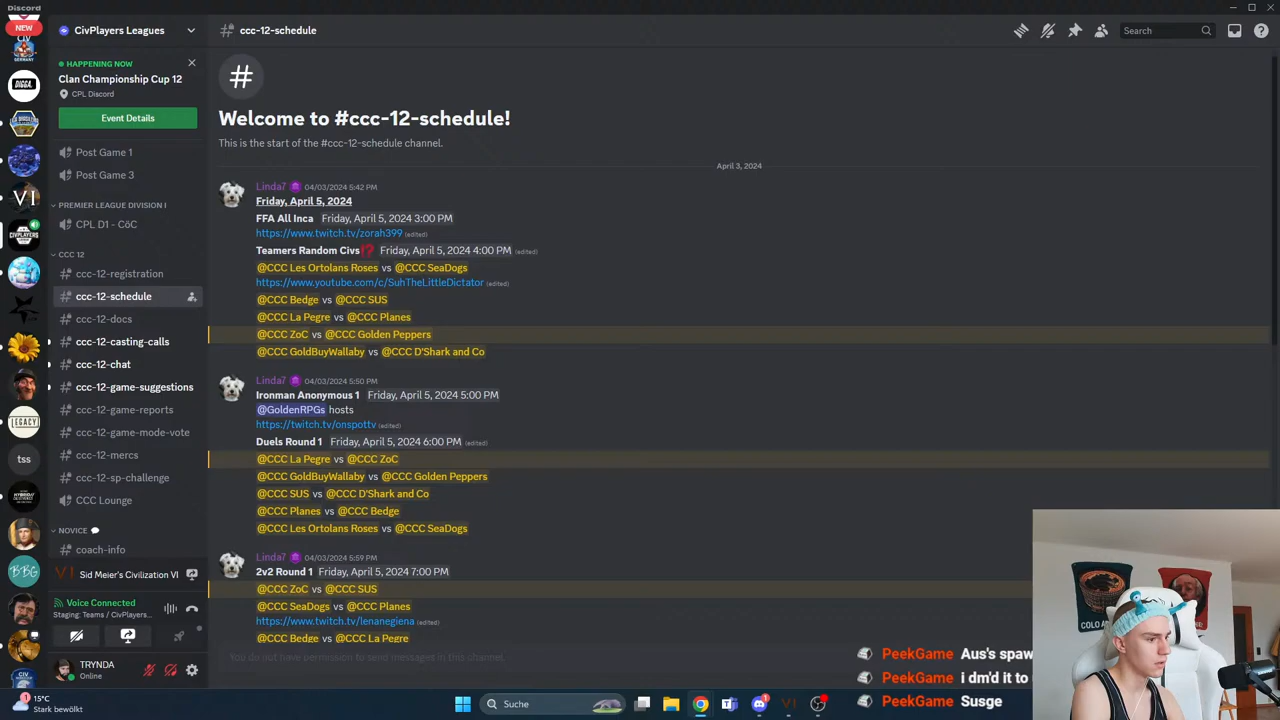 Discord
NEW
CivPlayers Leagues
ccc-12-schedule
Search
HAPPENING NOW
Clan Championship Cup 12
CPL Discord
Event Details
Post Game 1
Post Game 3
PREMIER LEAGUE DIVISION I
CPL D1 - CöC
CCC 12
ccc-12-registration
ccc-12-schedule
ccc-12-docs
ccc-12-casting-calls
ccc-12-chat
ccc-12-game-suggestions
ccc-12-game-reports
ccc-12-game-mode-vote
ccc-12-mercs
ccc-12-sp-challenge
CCC Lounge
NOVICE
coach-info
Sid Meier's Civilization VI
Voice Connected
Staging: Teams / CivPlayers...
TRYNDA
Online
GERMANY
DIGGA.
VI
CIVPLAYERS
LEGACY
tss
HYBRID
BBG
CIV
#
Welcome to #ccc-12-schedule!
This is the start of the #ccc-12-schedule channel.
April 3, 2024
Linda7 04/03/2024 5:42 PM
Friday, April 5, 2024
FFA All Inca Friday, April 5, 2024 3:00 PM
https://www.twitch.tv/zorah399 (edited)
Teamers Random Civs⁉️ Friday, April 5, 2024 4:00 PM (edited)
@CCC Les Ortolans Roses vs @CCC SeaDogs
https://www.youtube.com/c/SuhTheLittleDictator (edited)
@CCC Bedge vs @CCC SUS
@CCC La Pegre vs @CCC Planes
@CCC ZoC vs @CCC Golden Peppers
@CCC GoldBuyWallaby vs @CCC D'Shark and Co
Linda7 04/03/2024 5:50 PM
Ironman Anonymous 1 Friday, April 5, 2024 5:00 PM
@GoldenRPGs hosts
https://twitch.tv/onspottv (edited)
Duels Round 1 Friday, April 5, 2024 6:00 PM (edited)
@CCC La Pegre vs @CCC ZoC
@CCC GoldBuyWallaby vs @CCC Golden Peppers
@CCC SUS vs @CCC D'Shark and Co
@CCC Planes vs @CCC Bedge
@CCC Les Ortolans Roses vs @CCC SeaDogs
Linda7 04/03/2024 5:59 PM
2v2 Round 1 Friday, April 5, 2024 7:00 PM
@CCC ZoC vs @CCC SUS
@CCC SeaDogs vs @CCC Planes
https://www.twitch.tv/lenanegiena (edited)
@CCC Bedge vs @CCC La Pegre
You do not have permission to send messages in this channel.
PeekGame Aus's spaw
PeekGame i dm'd it to
PeekGame Susge
COLO A
1
15°C
Stark bewölkt
Suche